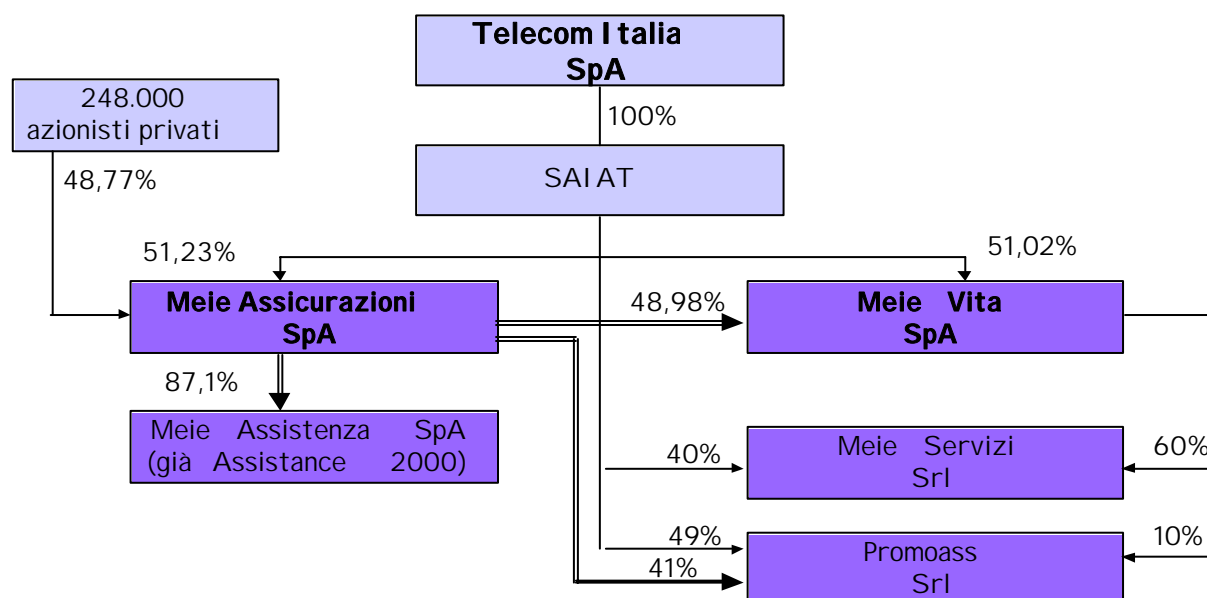 Telecom Italia
SpA
248.000
azionisti privati
100%
48,77%
SAIAT
51,23%
51,02%
Meie Assicurazioni
SpA
48,98%
Meie Vita
SpA
87,1%
Meie Assistenza SpA
(già Assistance 2000)
40%
Meie Servizi
Srl
60%
49%
41%
Promoass
Srl
10%